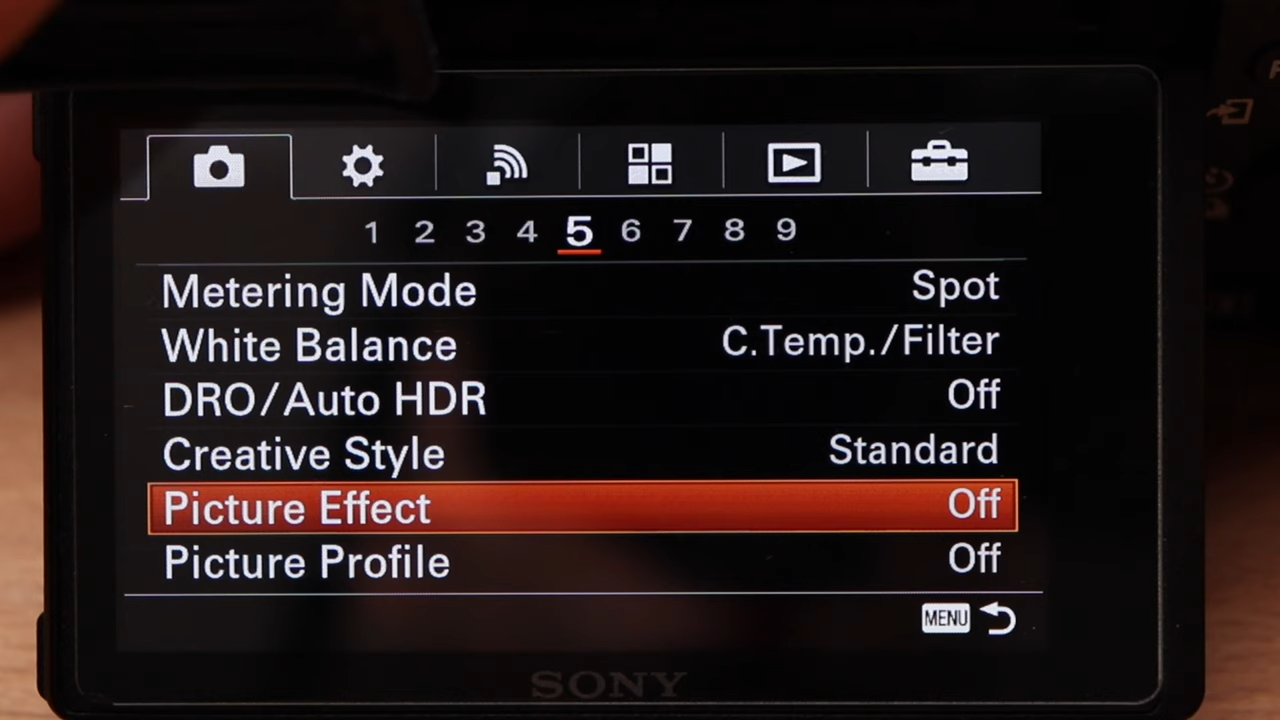 1 2 3 4 5 6 7 8 9
Metering Mode Spot
White Balance C.Temp./Filter
DRO/Auto HDR Off
Creative Style Standard
Picture Effect Off
Picture Profile Off
MENU
SONY